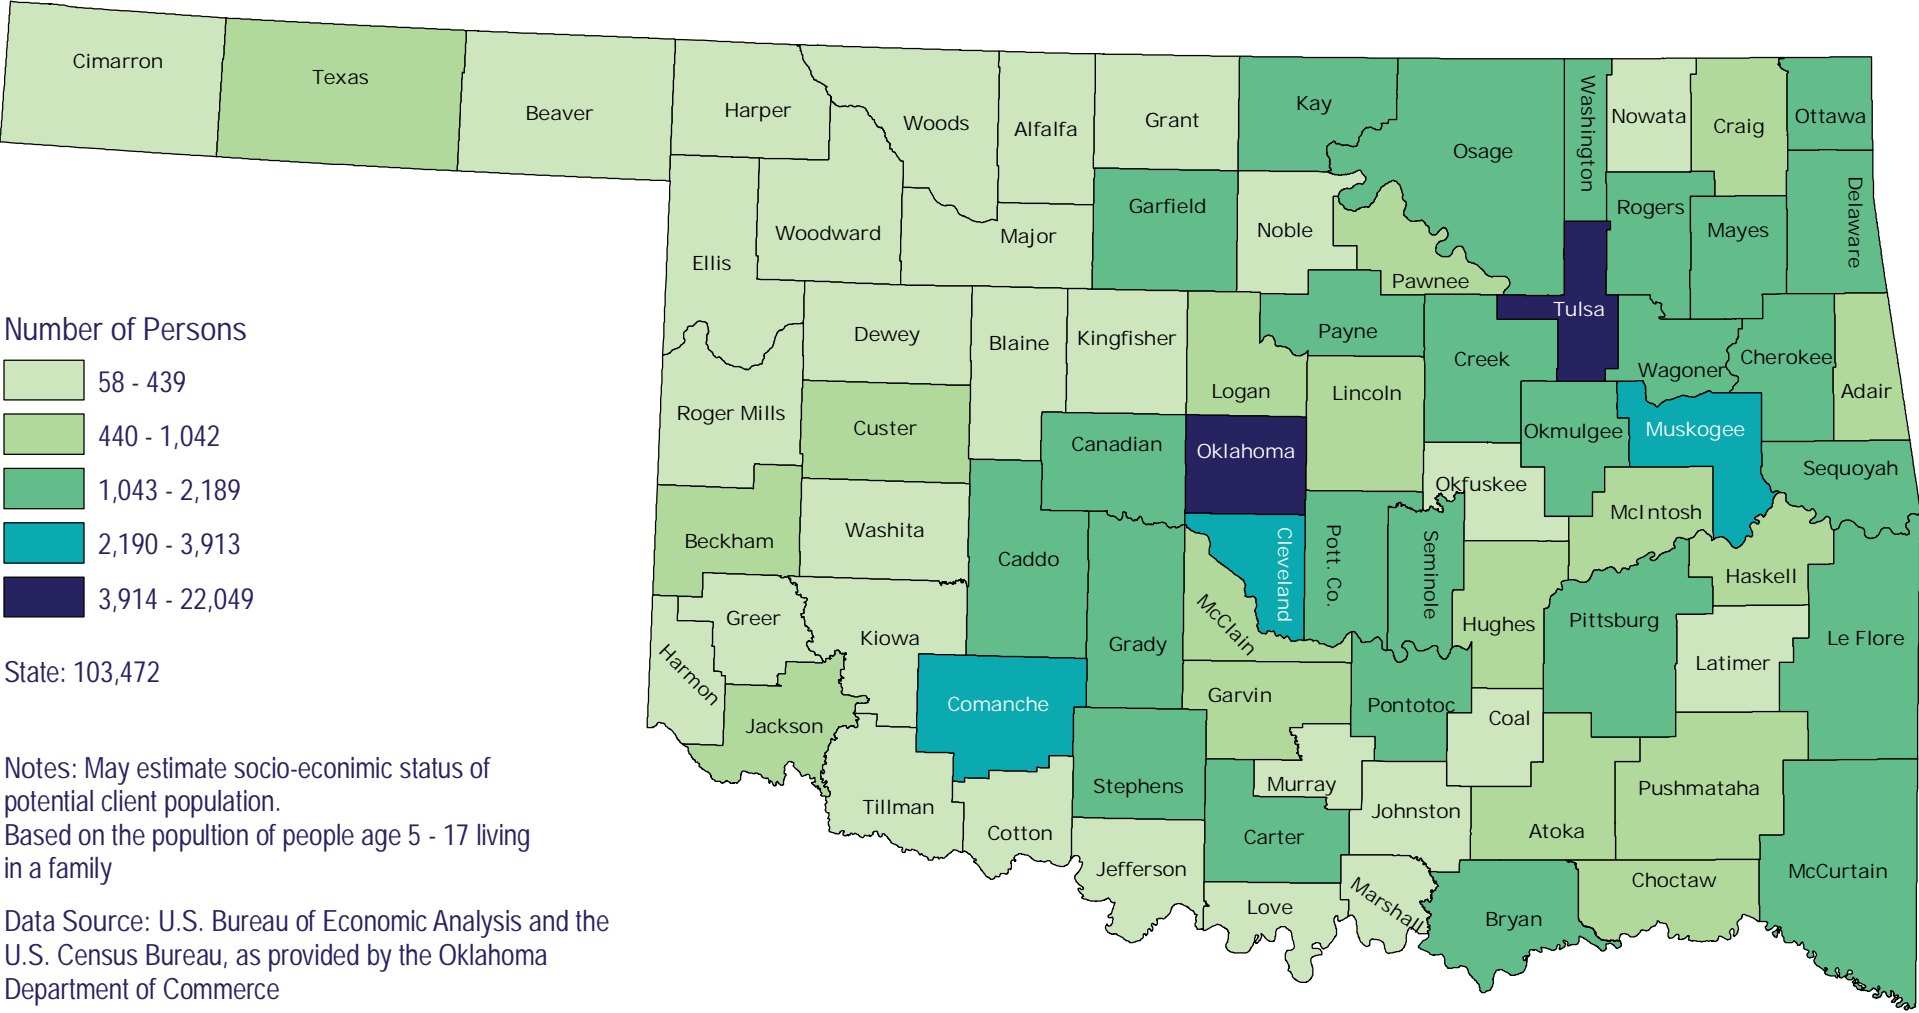 Cimarron
Texas
Beaver
Harper
Woods
Alfalfa
Grant
Kay
Osage
Washington
Nowata
Craig
Ottawa
Woodward
Ellis
Major
Garfield
Noble
Pawnee
Rogers
Mayes
Delaware
Tulsa
Dewey
Blaine
Kingfisher
Logan
Payne
Lincoln
Creek
Wagoner
Cherokee
Adair
Roger Mills
Custer
Canadian
Oklahoma
Okmulgee
Muskogee
Okfuskee
Sequoyah
McIntosh
Beckham
Washita
Caddo
Grady
Cleveland
Pott. Co.
Seminole
McClain
Hughes
Pittsburg
Haskell
Latimer
Le Flore
Greer
Harmon
Kiowa
Jackson
Comanche
Garvin
Pontotoc
Coal
Stephens
Murray
Johnston
Atoka
Pushmataha
Tillman
Cotton
Jefferson
Carter
Love
Marshall
Bryan
Choctaw
McCurtain
Number of Persons
58 - 439
440 - 1,042
1,043 - 2,189
2,190 - 3,913
3,914 - 22,049
State: 103,472
Notes: May estimate socio-econimic status of
potential client population.
Based on the popultion of people age 5 - 17 living
in a family
Data Source: U.S. Bureau of Economic Analysis and the
U.S. Census Bureau, as provided by the Oklahoma
Department of Commerce